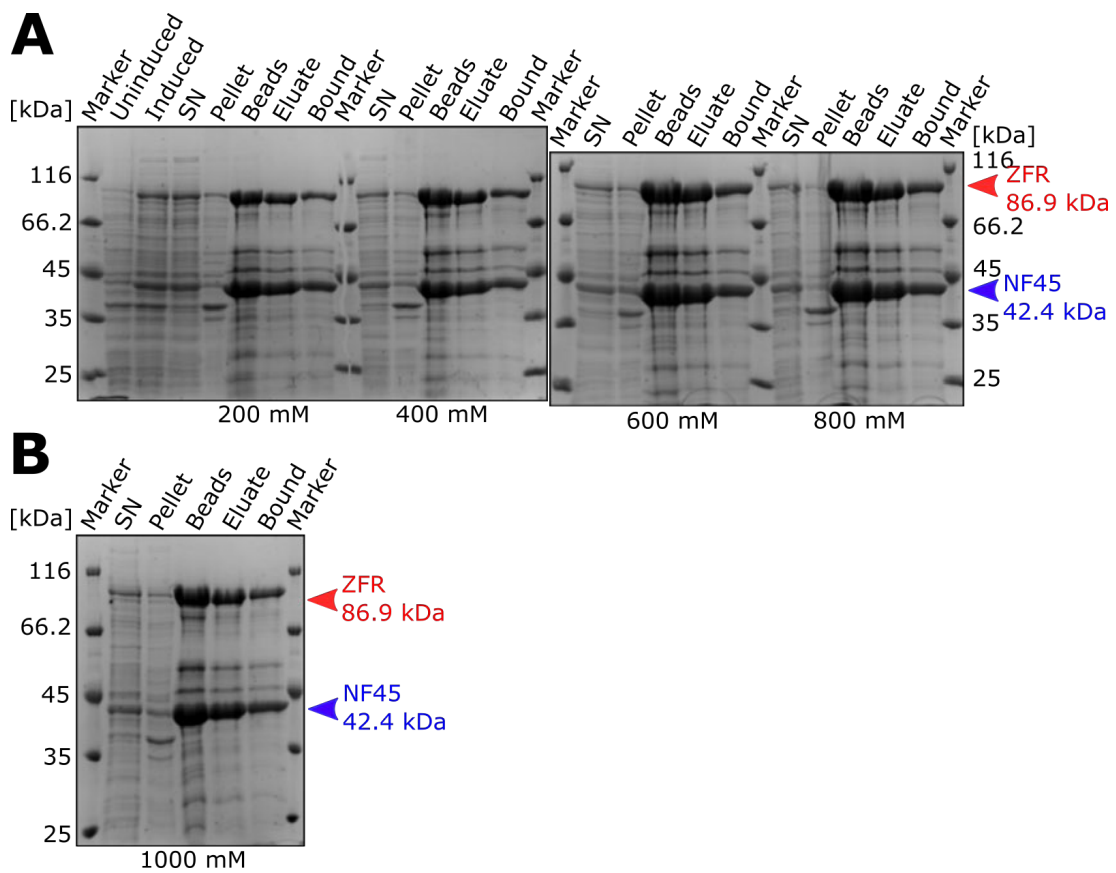 A
[kDa]
Marker
Uninduced
Induced
SN
Pellet
Beads
Eluate
Bound
Marker
SN
Pellet
Beads
Eluate
Bound
Marker
Marker
SN
Pellet
Beads
Eluate
Bound
Marker
SN
Pellet
Beads
Eluate
Bound
Marker
[kDa]
116
66.2
45
35
25
116
66.2
45
35
25
ZFR
86.9 kDa
NF45
42.4 kDa
200 mM
400 mM
600 mM
800 mM
B
[kDa]
Marker
SN
Pellet
Beads
Eluate
Bound
Marker
116
66.2
45
35
25
ZFR
86.9 kDa
NF45
42.4 kDa
1000 mM